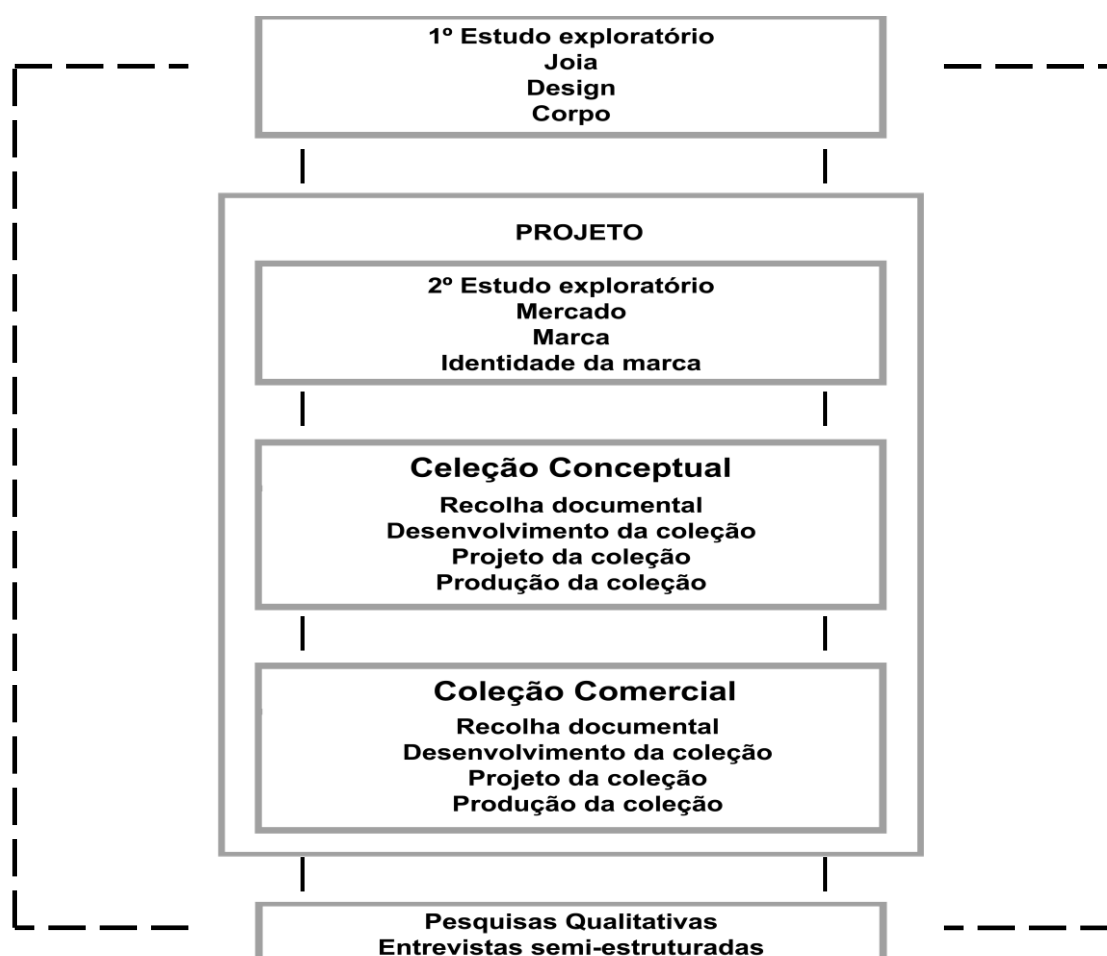 1º Estudo exploratório
Joia
Design
Corpo
PROJETO
2º Estudo exploratório
Mercado
Marca
Identidade da marca
Celeção Conceptual
Recolha documental
Desenvolvimento da coleção
Projeto da coleção
Produção da coleção
Coleção Comercial
Recolha documental
Desenvolvimento da coleção
Projeto da coleção
Produção da coleção
Pesquisas Qualitativas
Entrevistas semi-estruturadas